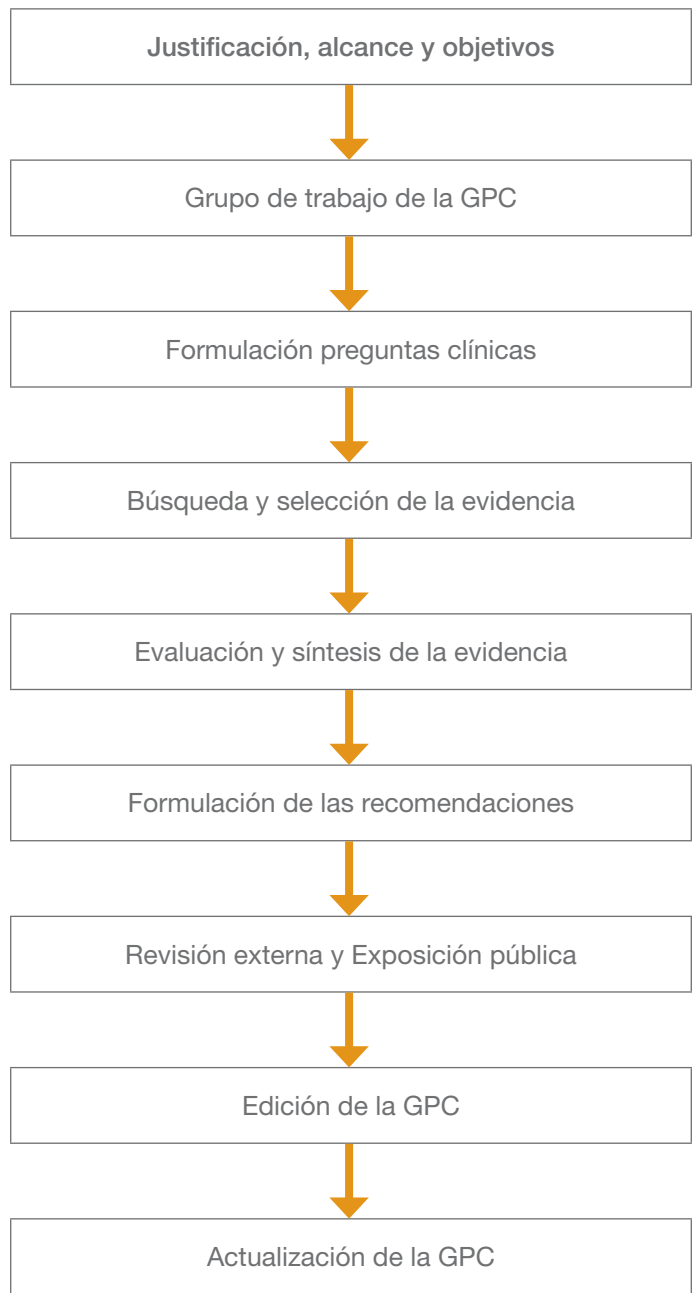 Justificación, alcance y objetivos
Grupo de trabajo de la GPC
Formulación preguntas clínicas
Búsqueda y selección de la evidencia
Evaluación y síntesis de la evidencia
Formulación de las recomendaciones
Revisión externa y Exposición pública
Edición de la GPC
Actualización de la GPC